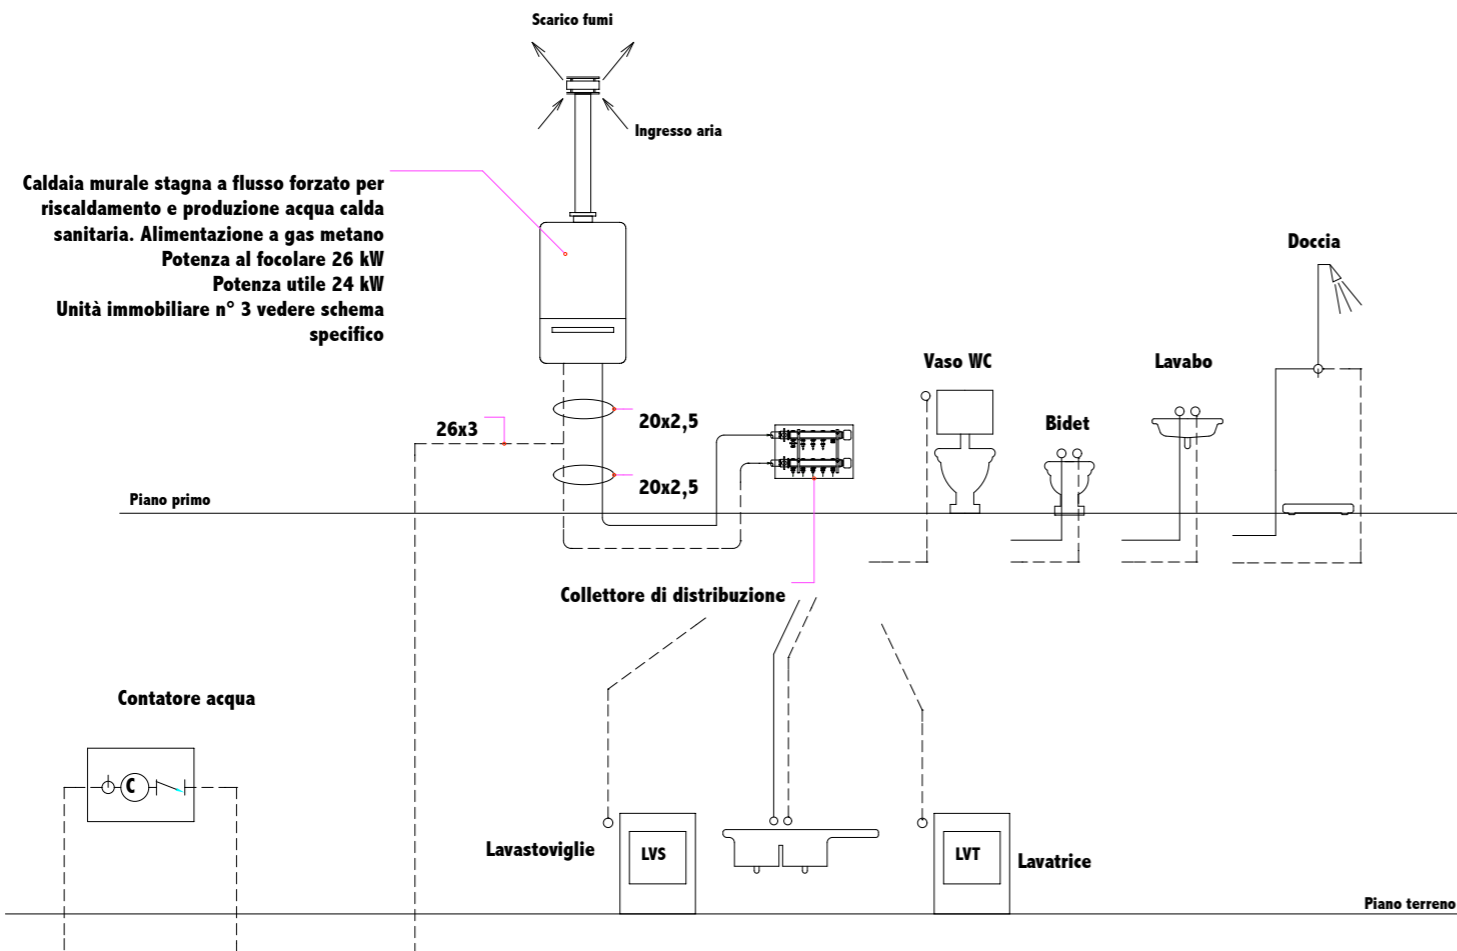 Scarico fumi
Ingresso aria
Caldaia murale stagna a flusso forzato per
riscaldamento e produzione acqua calda
sanitaria. Alimentazione a gas metano
Potenza al focolare 26 kW
Potenza utile 24 kW
Unità immobiliare n° 3 vedere schema
specifico
Doccia
Vaso WC
Lavabo
Bidet
26x3
20x2,5
20x2,5
Piano primo
Collettore di distribuzione
Contatore acqua
C
Lavastoviglie
LVS
LVT
Lavatrice
Piano terreno